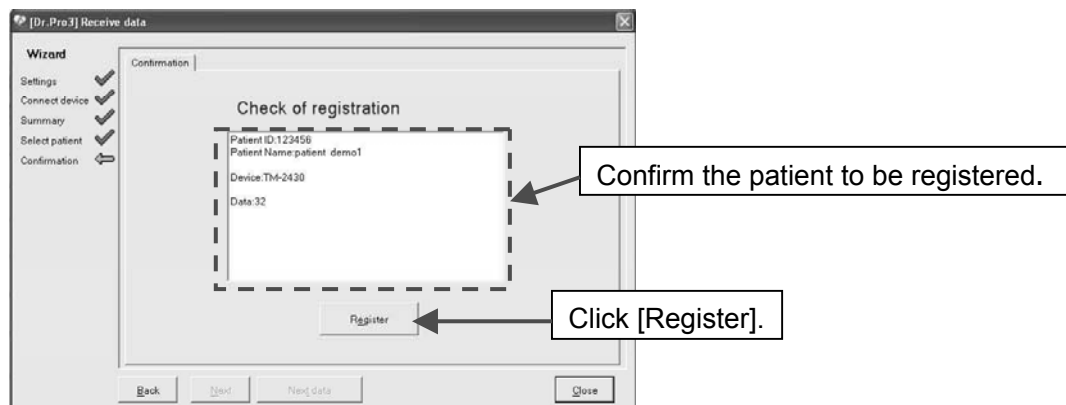 [Dr.Pro3] Receive data
Wizard
Settings
Connect device
Summary
Select patient
Confirmation
Confirmation
Check of registration
Patient ID:123456
Patient Name:patient demo1
Device:TM-2430
Data:32
Register
Confirm the patient to be registered.
Click [Register].
Back
Next
Next data
Close